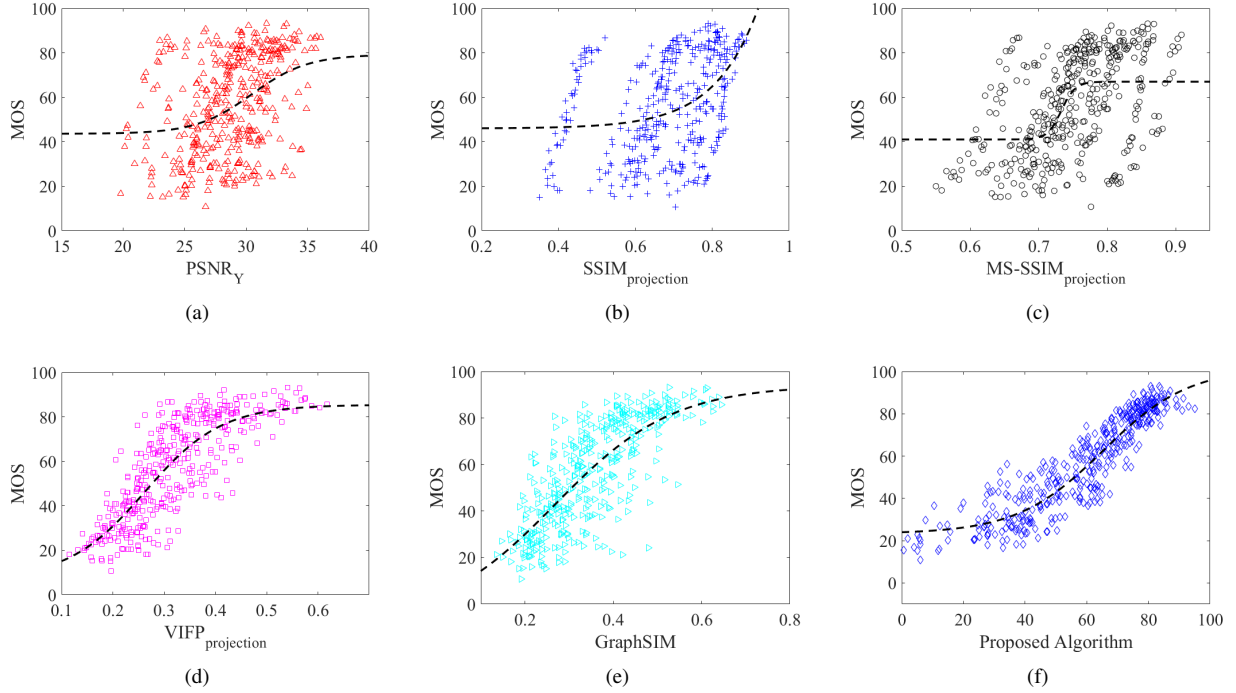 100
80
60
40
20
0
MOS
15 20 25 30 35 40
PSNR_Y
(a)
100
80
60
40
20
0
MOS
0.2 0.4 0.6 0.8 1
SSIM_projection
(b)
100
80
60
40
20
0
MOS
0.5 0.6 0.7 0.8 0.9
MS-SSIM_projection
(c)
100
80
60
40
20
0
MOS
0.1 0.2 0.3 0.4 0.5 0.6
VIFP_projection
(d)
100
80
60
40
20
0
MOS
0.2 0.4 0.6 0.8
GraphSIM
(e)
100
80
60
40
20
0
MOS
0 20 40 60 80 100
Proposed Algorithm
(f)